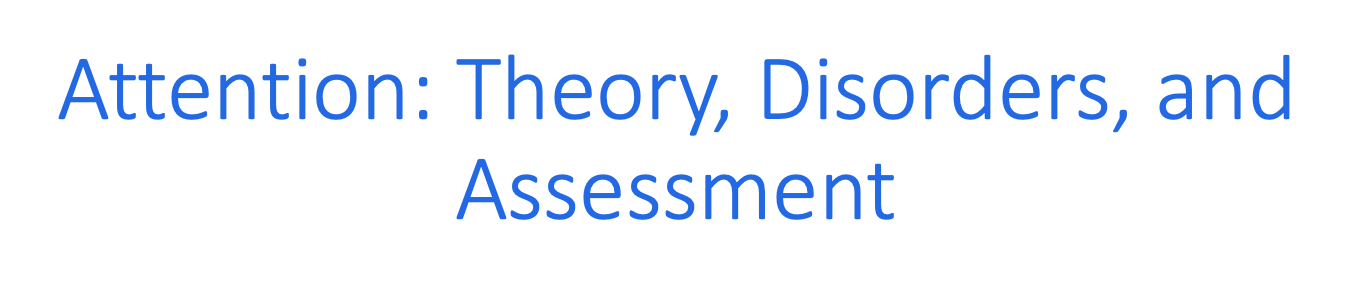 Attention: Theory, Disorders, and
Assessment